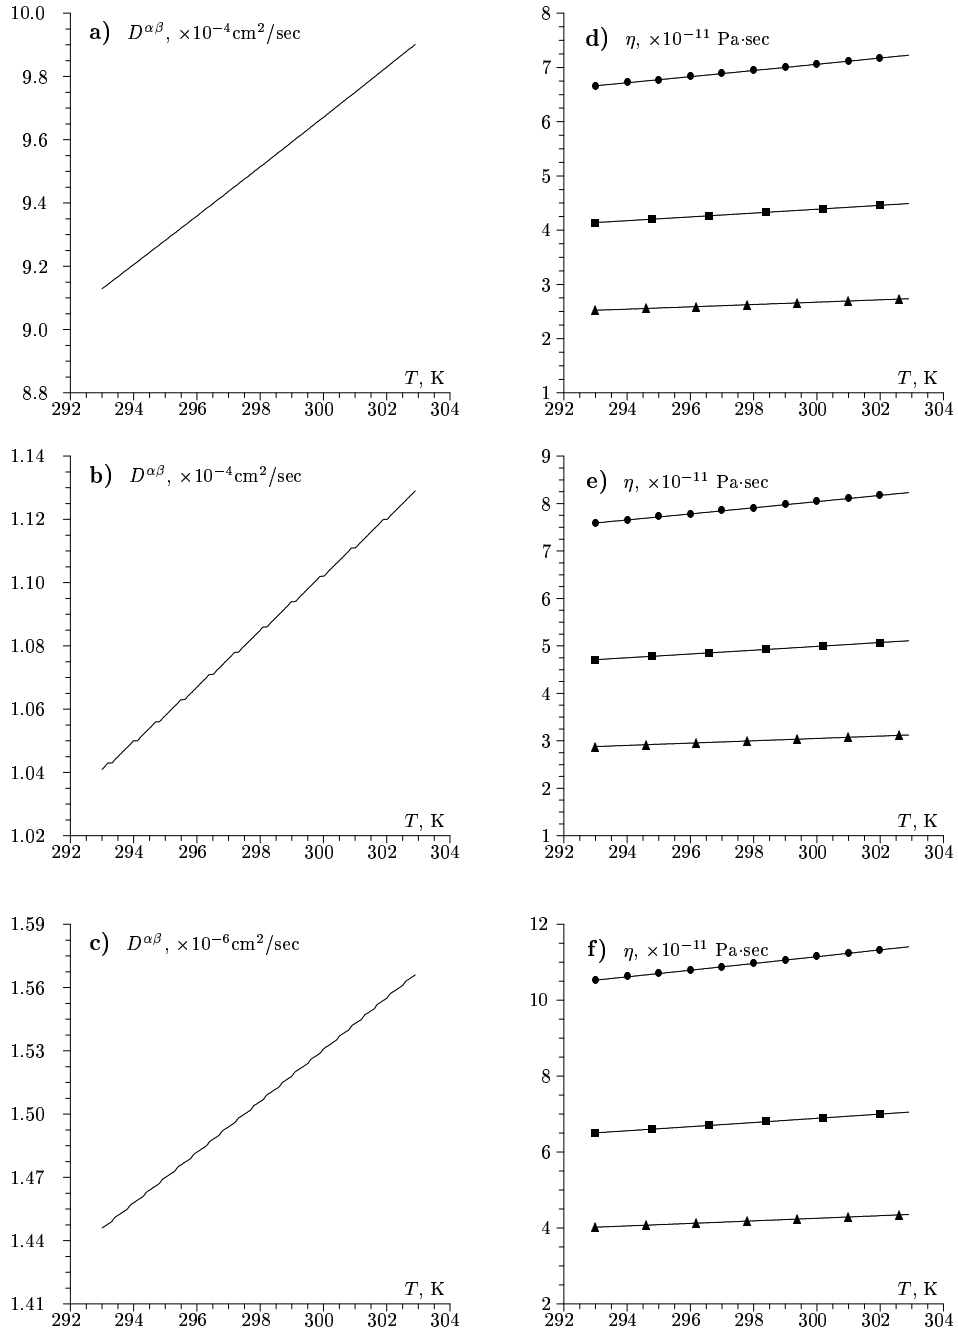 a) D^{αβ}, ×10^{−4}cm^2/sec
10.0
9.8
9.6
9.4
9.2
9.0
8.8
T, K
292 294 296 298 300 302 304
d) η, ×10^{−11} Pa·sec
8
7
6
5
4
3
2
1
T, K
292 294 296 298 300 302 304
b) D^{αβ}, ×10^{−4}cm^2/sec
1.14
1.12
1.10
1.08
1.06
1.04
1.02
T, K
292 294 296 298 300 302 304
e) η, ×10^{−11} Pa·sec
9
8
7
6
5
4
3
2
1
T, K
292 294 296 298 300 302 304
c) D^{αβ}, ×10^{−6}cm^2/sec
1.59
1.56
1.53
1.50
1.47
1.44
1.41
T, K
292 294 296 298 300 302 304
f) η, ×10^{−11} Pa·sec
12
10
8
6
4
2
T, K
292 294 296 298 300 302 304